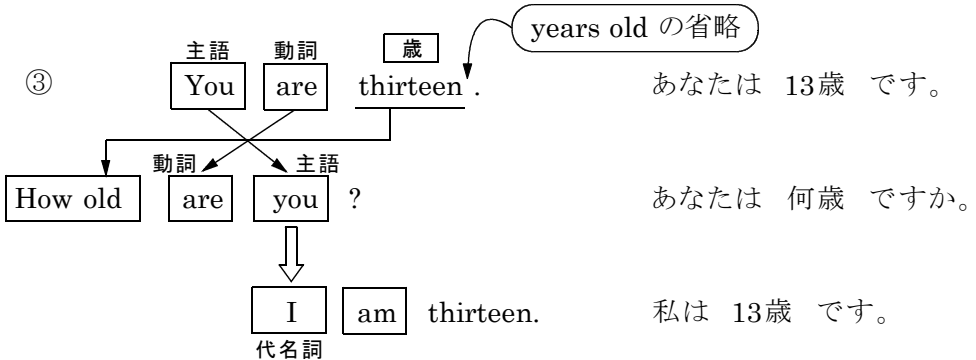 years old の省略
主語 動詞 歳
③ You are thirteen . あなたは 13歳 です。
動詞 主語
How old are you ? あなたは 何歳 ですか。
I am thirteen. 私は 13歳 です。
代名詞